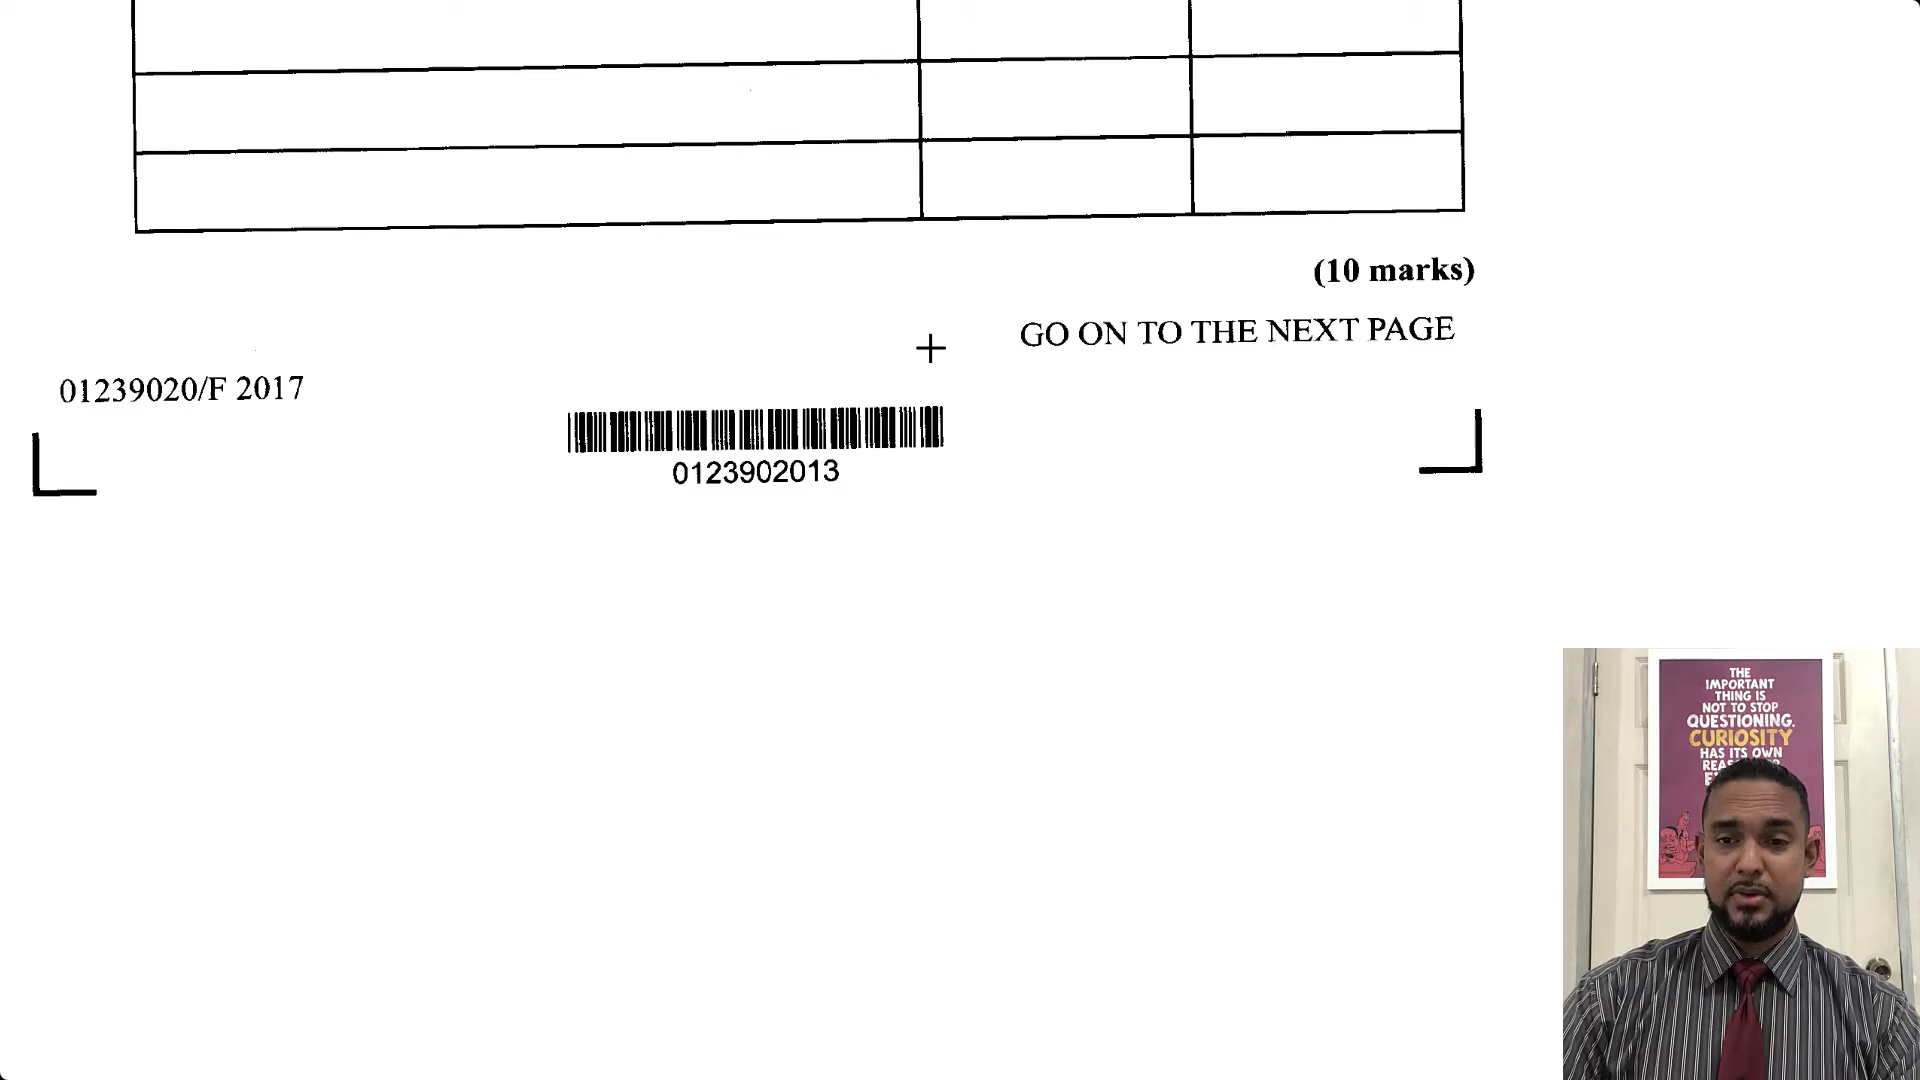 (10 marks)
GO ON TO THE NEXT PAGE
01239020/F 2017
0123902013
THE
IMPORTANT
THING IS
NOT TO STOP
QUESTIONING.
CURIOSITY
HAS ITS OWN